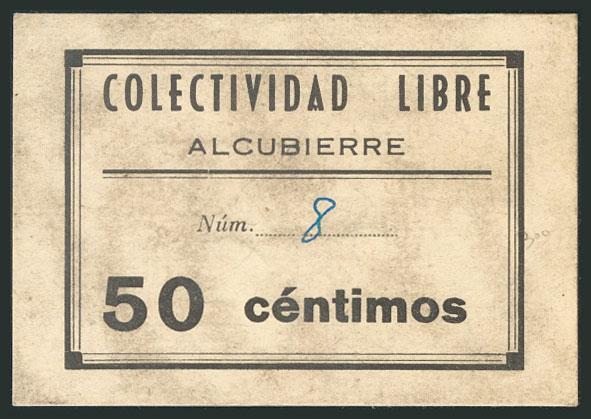 COLECTIVIDAD LIBRE
ALCUBIERRE
Núm. 8
50 céntimos